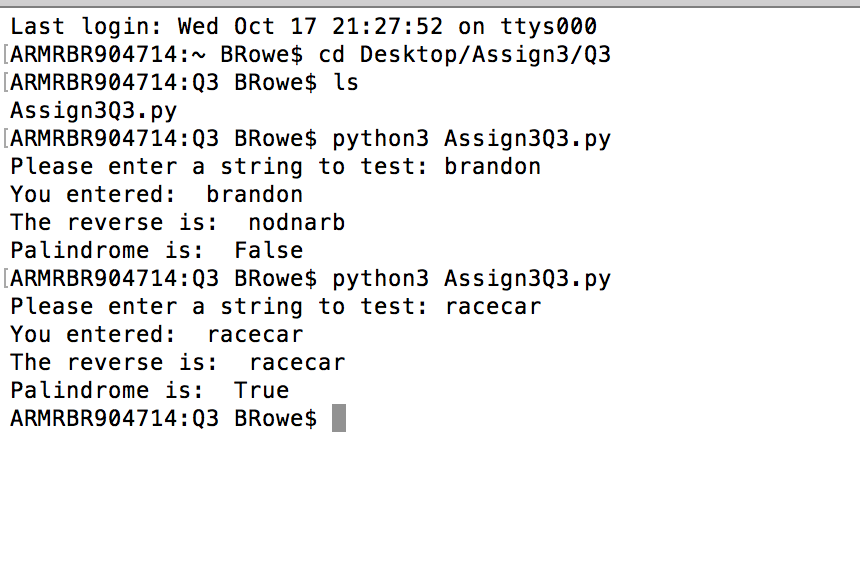 Last login: Wed Oct 17 21:27:52 on ttys000
[ARMRBR904714:~ BRowe$ cd Desktop/Assign3/Q3
[ARMRBR904714:Q3 BRowe$ ls
Assign3Q3.py
[ARMRBR904714:Q3 BRowe$ python3 Assign3Q3.py
Please enter a string to test: brandon
You entered:  brandon
The reverse is:  nodnarb
Palindrome is:  False
[ARMRBR904714:Q3 BRowe$ python3 Assign3Q3.py
Please enter a string to test: racecar
You entered:  racecar
The reverse is:  racecar
Palindrome is:  True
ARMRBR904714:Q3 BRowe$